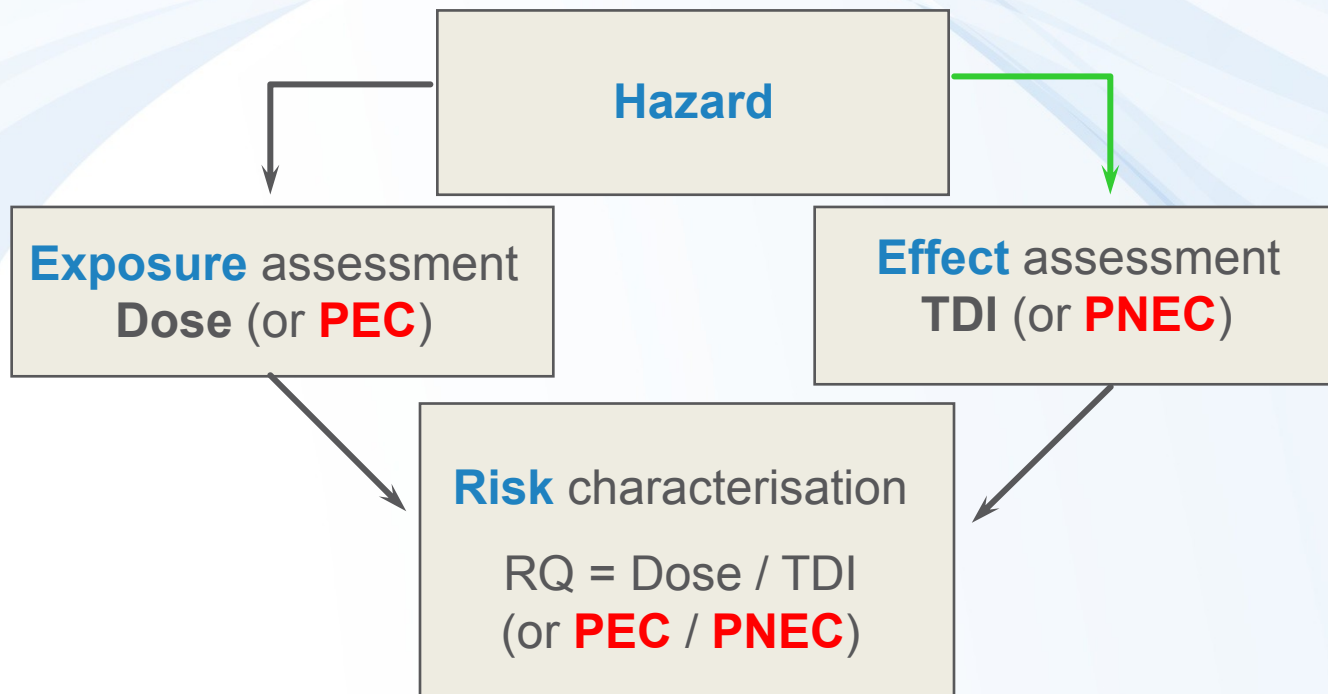 Hazard
Exposure assessment
Dose (or PEC)
Effect assessment
TDI (or PNEC)
Risk characterisation
RQ = Dose / TDI
(or PEC / PNEC)